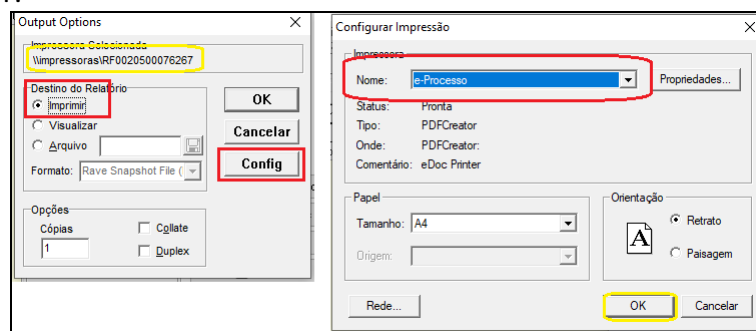 Output Options
Impressora Selecionada
\\impressoras\RF0020500076267
Destino do Relatório
Imprimir
Visualizar
Arquivo
Formato: Rave Snapshot File (
OK
Cancelar
Config
Opções
Cópias
1
Collate
Duplex
Configurar Impressão
Impressora
Nome: e-Processo
Propriedades...
Status: Pronta
Tipo: PDFCreator
Onde: PDFCreator:
Comentário: eDoc Printer
Papel
Tamanho: A4
Origem:
Orientação
A
Retrato
Paisagem
Rede...
OK
Cancelar